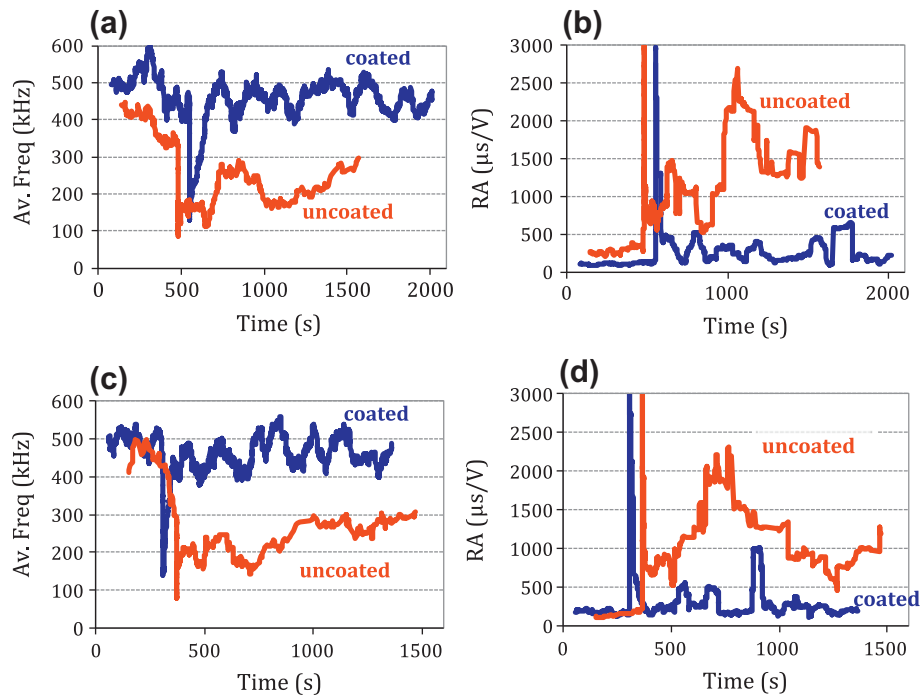 (a)
600
500
400
300
200
100
0
Av. Freq (kHz)
coated
uncoated
0 500 1000 1500 2000
Time (s)
(b)
3000
2500
2000
1500
1000
500
0
RA (μs/V)
uncoated
coated
0 1000 2000
Time (s)
(c)
600
500
400
300
200
100
0
Av. Freq (kHz)
coated
uncoated
0 500 1000 1500
Time (s)
(d)
3000
2500
2000
1500
1000
500
0
RA (μs/V)
uncoated
coated
0 500 1000 1500
Time (s)